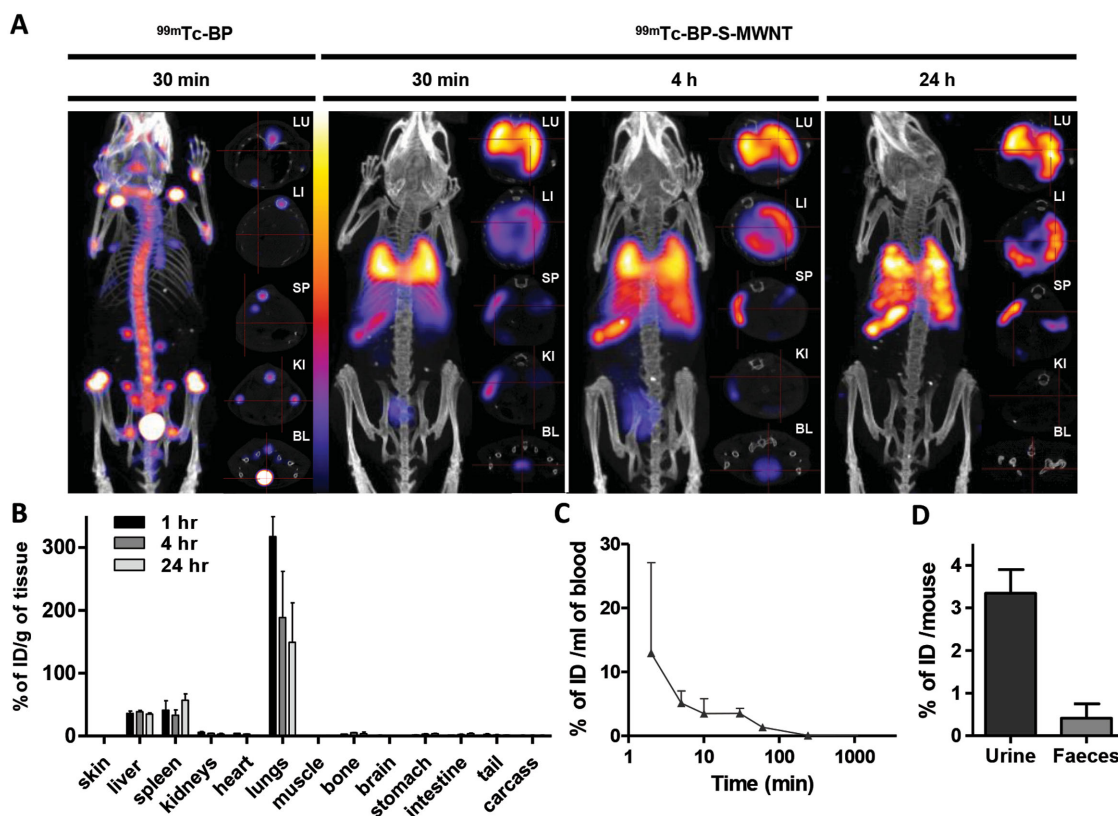 A
99mTc-BP
99mTc-BP-S-MWNT
30 min
30 min
4 h
24 h
LU
LI
SP
KI
BL
LU
LI
SP
KI
BL
LU
LI
SP
KI
BL
LU
LI
SP
KI
BL
B
1 hr
4 hr
24 hr
% of ID/g of tissue
300
200
100
0
skin
liver
spleen
kidneys
heart
lungs
muscle
bone
brain
stomach
intestine
tail
carcass
C
% of ID /ml of blood
30
20
10
0
1
10
100
1000
Time (min)
D
% of ID /mouse
4
3
2
1
0
Urine
Faeces